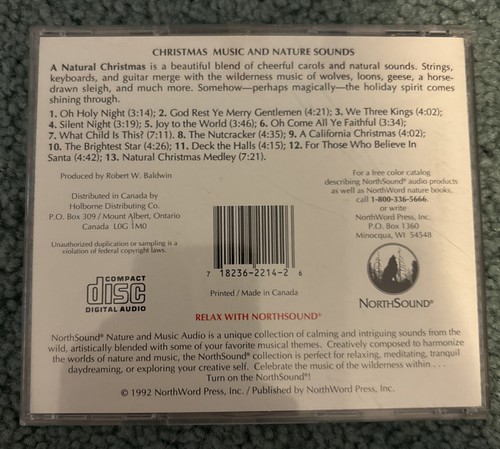 CHRISTMAS MUSIC AND NATURE SOUNDS
A Natural Christmas is a beautiful blend of cheerful carols and natural sounds. Strings,
keyboards, and guitar merge with the wilderness music of wolves, loons, geese, a horse-
drawn sleigh, and much more. Somehow—perhaps magically—the holiday spirit comes
shining through.
1. Oh Holy Night (3:14); 2. God Rest Ye Merry Gentlemen (4:21); 3. We Three Kings (4:02);
4. Silent Night (3:19); 5. Joy to the World (3:46); 6. Oh Come All Ye Faithful (3:34);
7. What Child Is This? (7:11). 8. The Nutcracker (4:35); 9. A California Christmas (4:02);
10. The Brightest Star (4:26); 11. Deck the Halls (4:15); 12. For Those Who Believe In
Santa (4:42); 13. Natural Christmas Medley (7:21).
Produced by Robert W. Baldwin
Distributed in Canada by
Holborne Distributing Co.
P.O. Box 309 / Mount Albert, Ontario
Canada L0G 1M0
Unauthorized duplication or sampling is a
violation of federal copyright laws.
For a free color catalog
describing NorthSound® audio products
as well as NorthWord nature books,
call 1-800-336-5666.
or write
NorthWord Press, Inc.
P.O. Box 1360
Minocqua, WI 54548
7 18236-2214-2 6
Printed / Made in Canada
COMPACT
disc
DIGITAL AUDIO
NORTHSOUND®
RELAX WITH NORTHSOUND®
NorthSound® Nature and Music Audio is a unique collection of calming and intriguing sounds from the
wild, artistically blended with some of your favorite musical themes. Creatively composed to harmonize
the worlds of nature and music, the NorthSound® collection is perfect for relaxing, meditating, tranquil
daydreaming, or exploring your creative self. Celebrate the music of the wilderness within . . .
Turn on the NorthSound®!
© 1992 NorthWord Press, Inc. / Published by NorthWord Press, Inc.